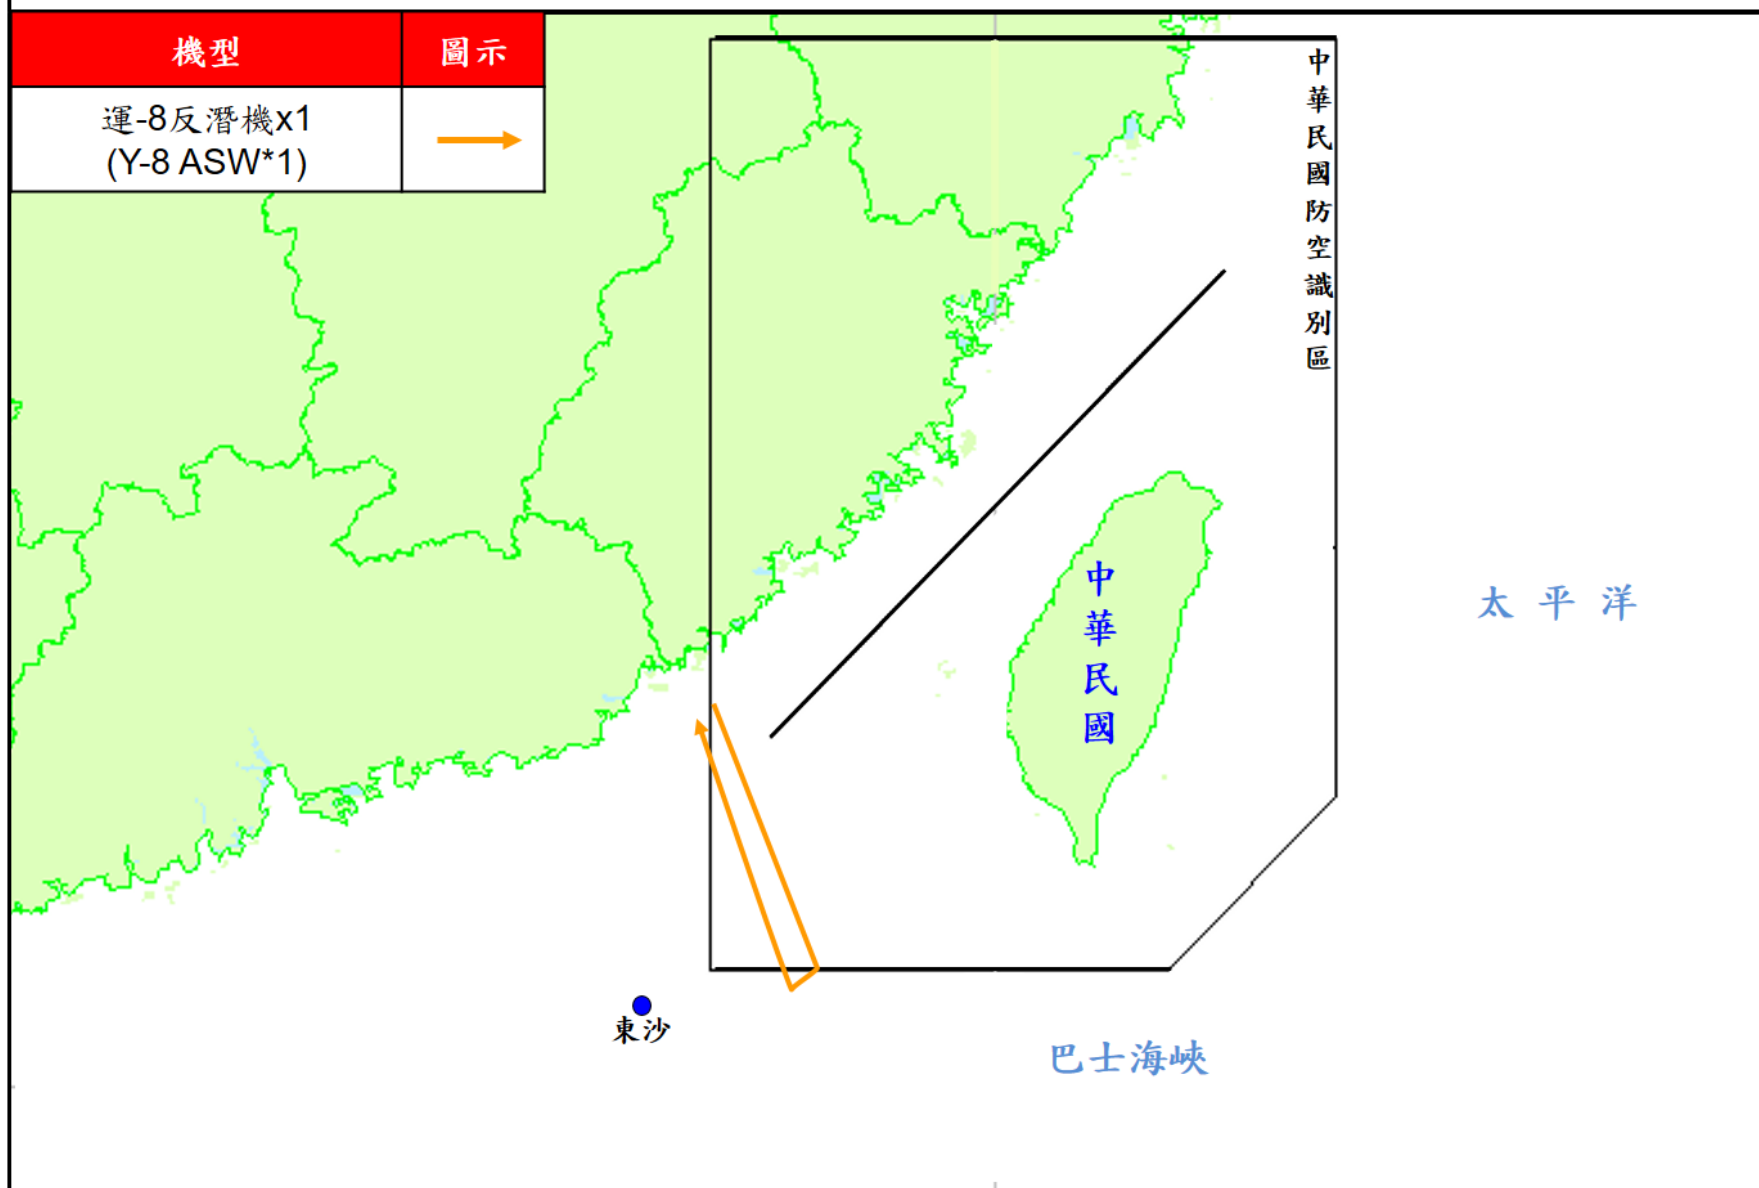 機型
圖示
運-8反潛機x1
(Y-8 ASW*1)
中華民國防空識別區
中華民國
太平洋
東沙
巴士海峽